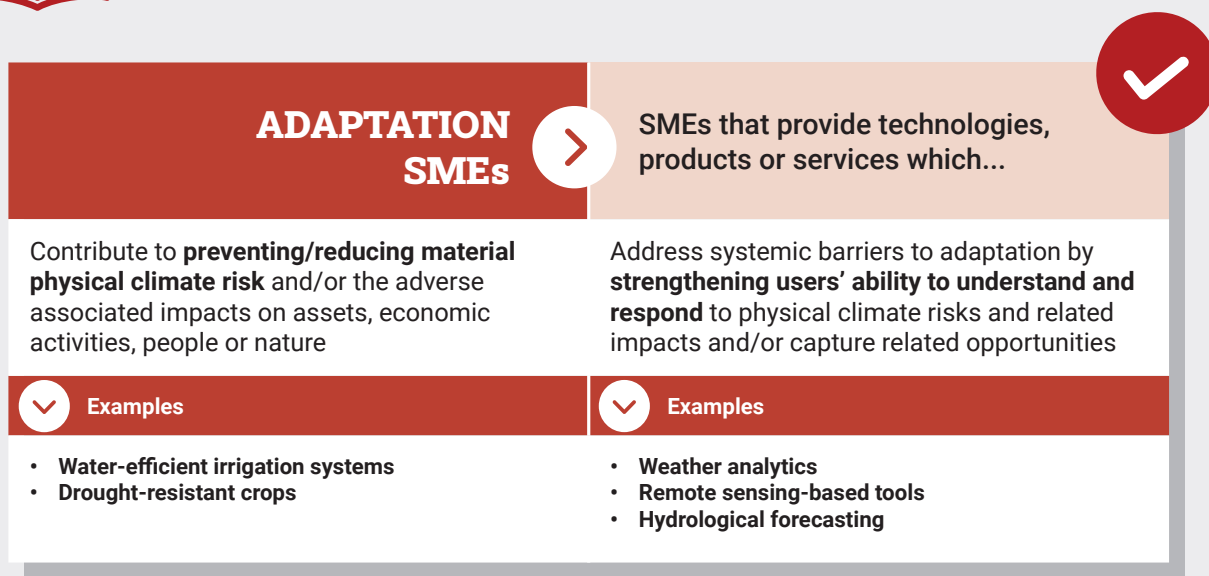 ADAPTATION
SMEs
SMEs that provide technologies,
products or services which...
Contribute to preventing/reducing material
physical climate risk and/or the adverse
associated impacts on assets, economic
activities, people or nature
Address systemic barriers to adaptation by
strengthening users’ ability to understand and
respond to physical climate risks and related
impacts and/or capture related opportunities
Examples
• Water-efficient irrigation systems
• Drought-resistant crops
Examples
• Weather analytics
• Remote sensing-based tools
• Hydrological forecasting